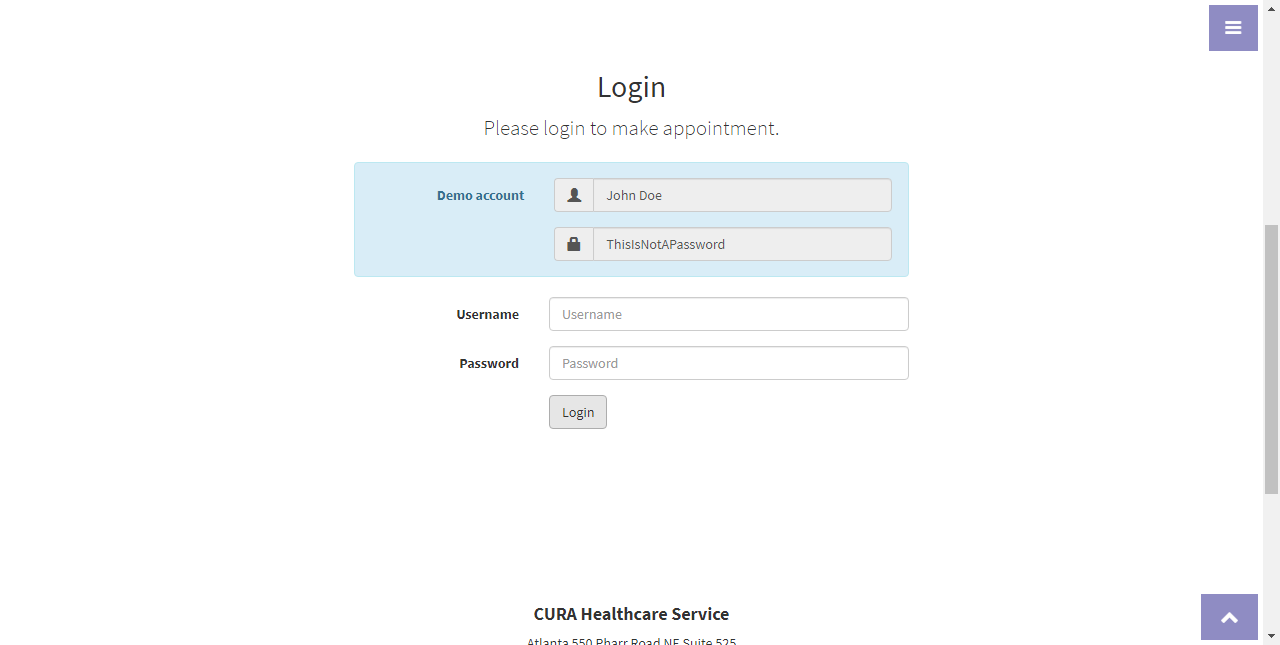 Login
Please login to make appointment.
Demo account
John Doe
ThisIsNotAPassword
Username
Username
Password
Password
Login
CURA Healthcare Service
Atlanta 550 Pharr Road NE Suite 525